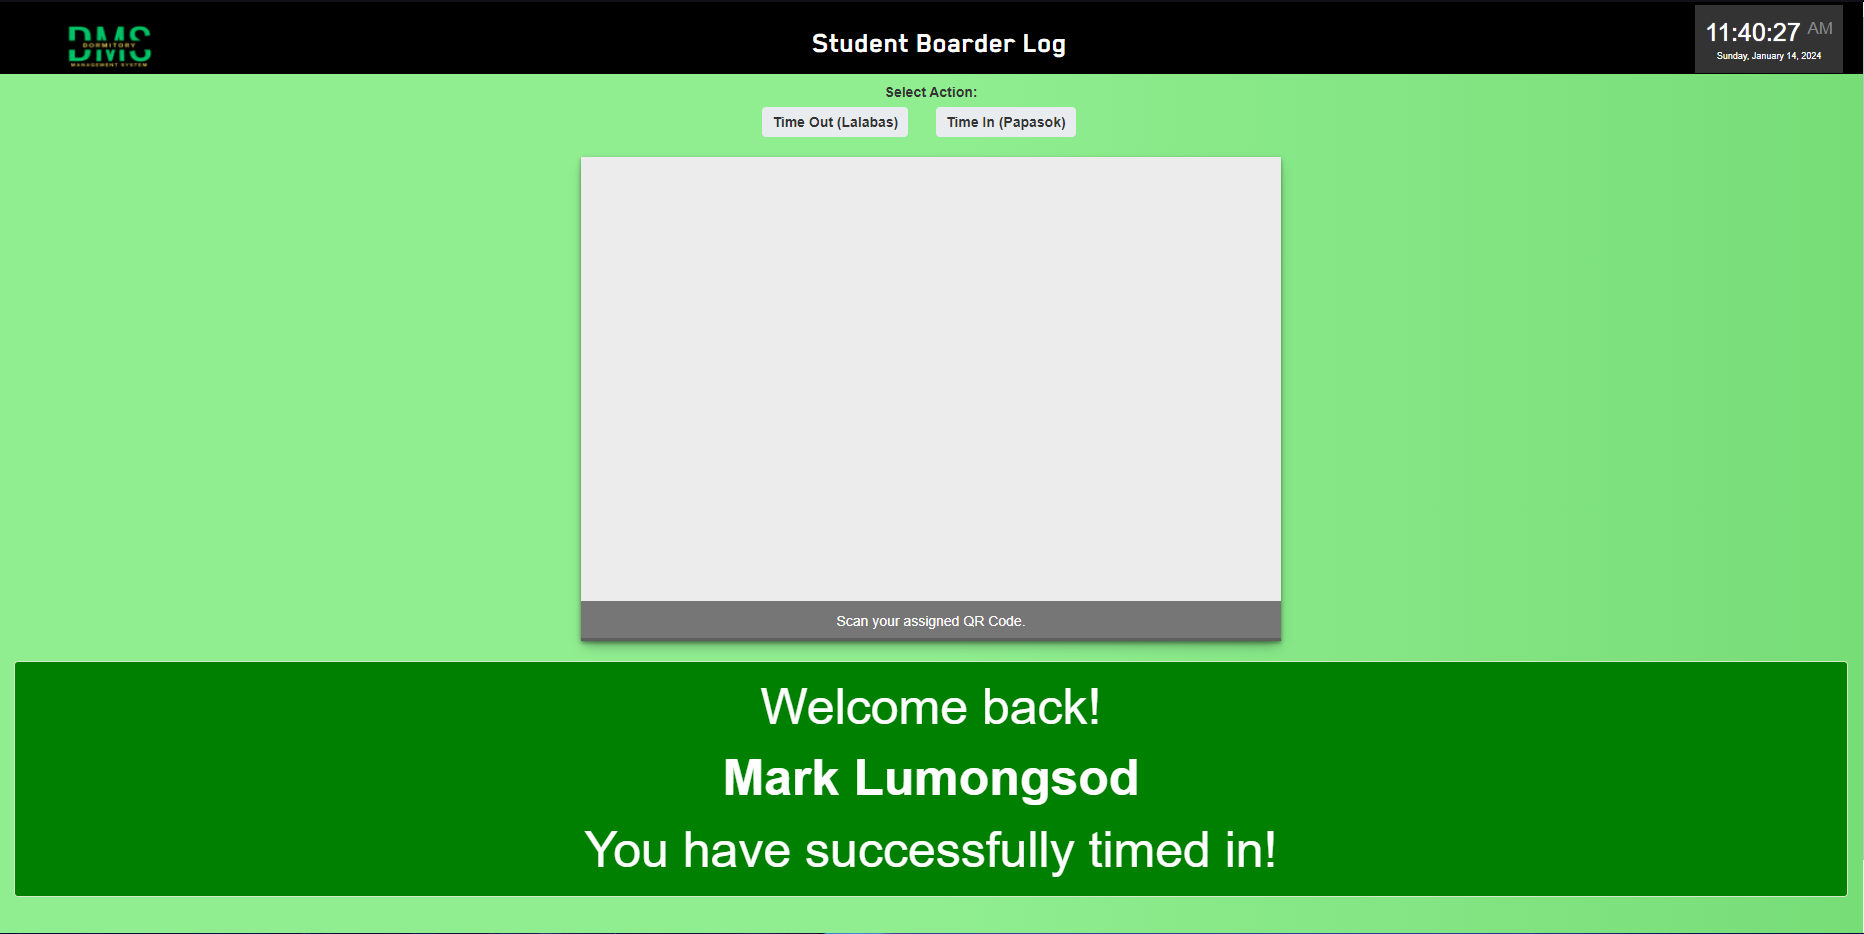 DMS
DORMITORY
MANAGEMENT SYSTEM
Student Boarder Log
11:40:27 AM
Sunday, January 14, 2024
Select Action:
Time Out (Lalabas) Time In (Papasok)
Scan your assigned QR Code.
Welcome back!
Mark Lumongsod
You have successfully timed in!